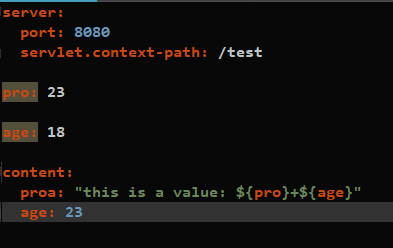 server:
  port: 8080
  servlet.context-path: /test
pro: 23
age: 18
content:
  proa: "this is a value: ${pro}+${age}"
  age: 23